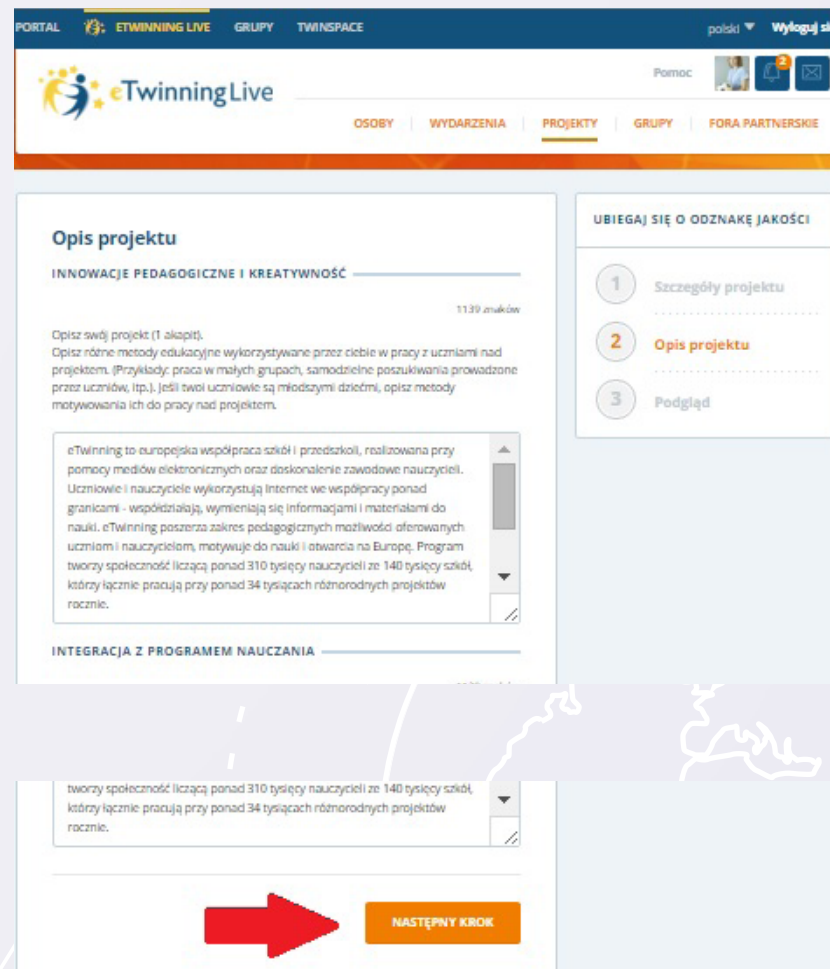 PORTAL ETWINNING LIVE GRUPY TWINSPACE polski Wyloguj si
Pomoc 2
eTwinning Live
OSOBY WYDARZENIA PROJEKTY GRUPY FORA PARTNERSKIE
Opis projektu
INNOWACJE PEDAGOGICZNE I KREATYWNOŚĆ
1139 znaków
Opisz swój projekt (1 akapit).
Opisz różne metody edukacyjne wykorzystywane przez ciebie w pracy z uczniami nad
projektem. (Przykłady: praca w małych grupach, samodzielne poszukiwania prowadzone
przez uczniów, itp.). Jeśli twoi uczniowie są młodszymi dziećmi, opisz metody
motywowania ich do pracy nad projektem.
eTwinning to europejska współpraca szkół i przedszkoli, realizowana przy
pomocy mediów elektronicznych oraz doskonalenie zawodowe nauczycieli.
Uczniowie i nauczyciele wykorzystują Internet we współpracy ponad
granicami - współdziałają, wymieniają się informacjami i materiałami do
nauki. eTwinning poszerza zakres pedagogicznych możliwości oferowanych
uczniom i nauczycielom, motywuje do nauki i otwarcia na Europę. Program
tworzy społeczność liczącą ponad 310 tysięcy nauczycieli ze 140 tysięcy szkół,
którzy łącznie pracują przy ponad 34 tysiącach różnorodnych projektów
rocznie.
INTEGRACJA Z PROGRAMEM NAUCZANIA
UBIEGAJ SIĘ O ODZNAKĘ JAKOŚCI
1 Szczegóły projektu
2 Opis projektu
3 Podgląd
tworzy społeczność liczącą ponad 310 tysięcy nauczycieli ze 140 tysięcy szkół,
którzy łącznie pracują przy ponad 34 tysiącach różnorodnych projektów
rocznie.
NASTĘPNY KROK